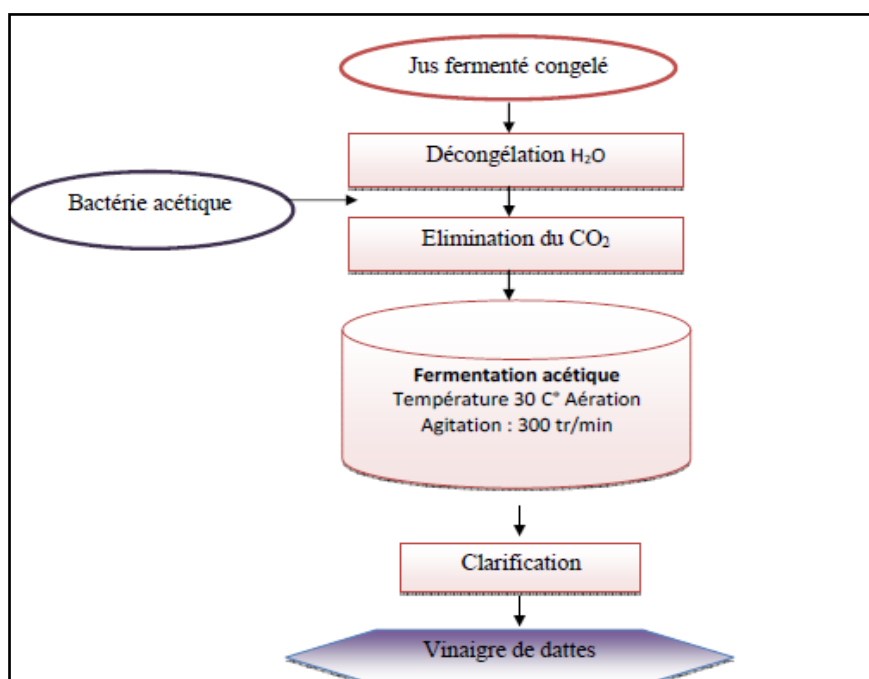 Jus fermenté congelé
Décongélation H₂O
Bactérie acétique
Elimination du CO₂
Fermentation acétique
Température 30 C° Aération
Agitation : 300 tr/min
Clarification
Vinaigre de dattes